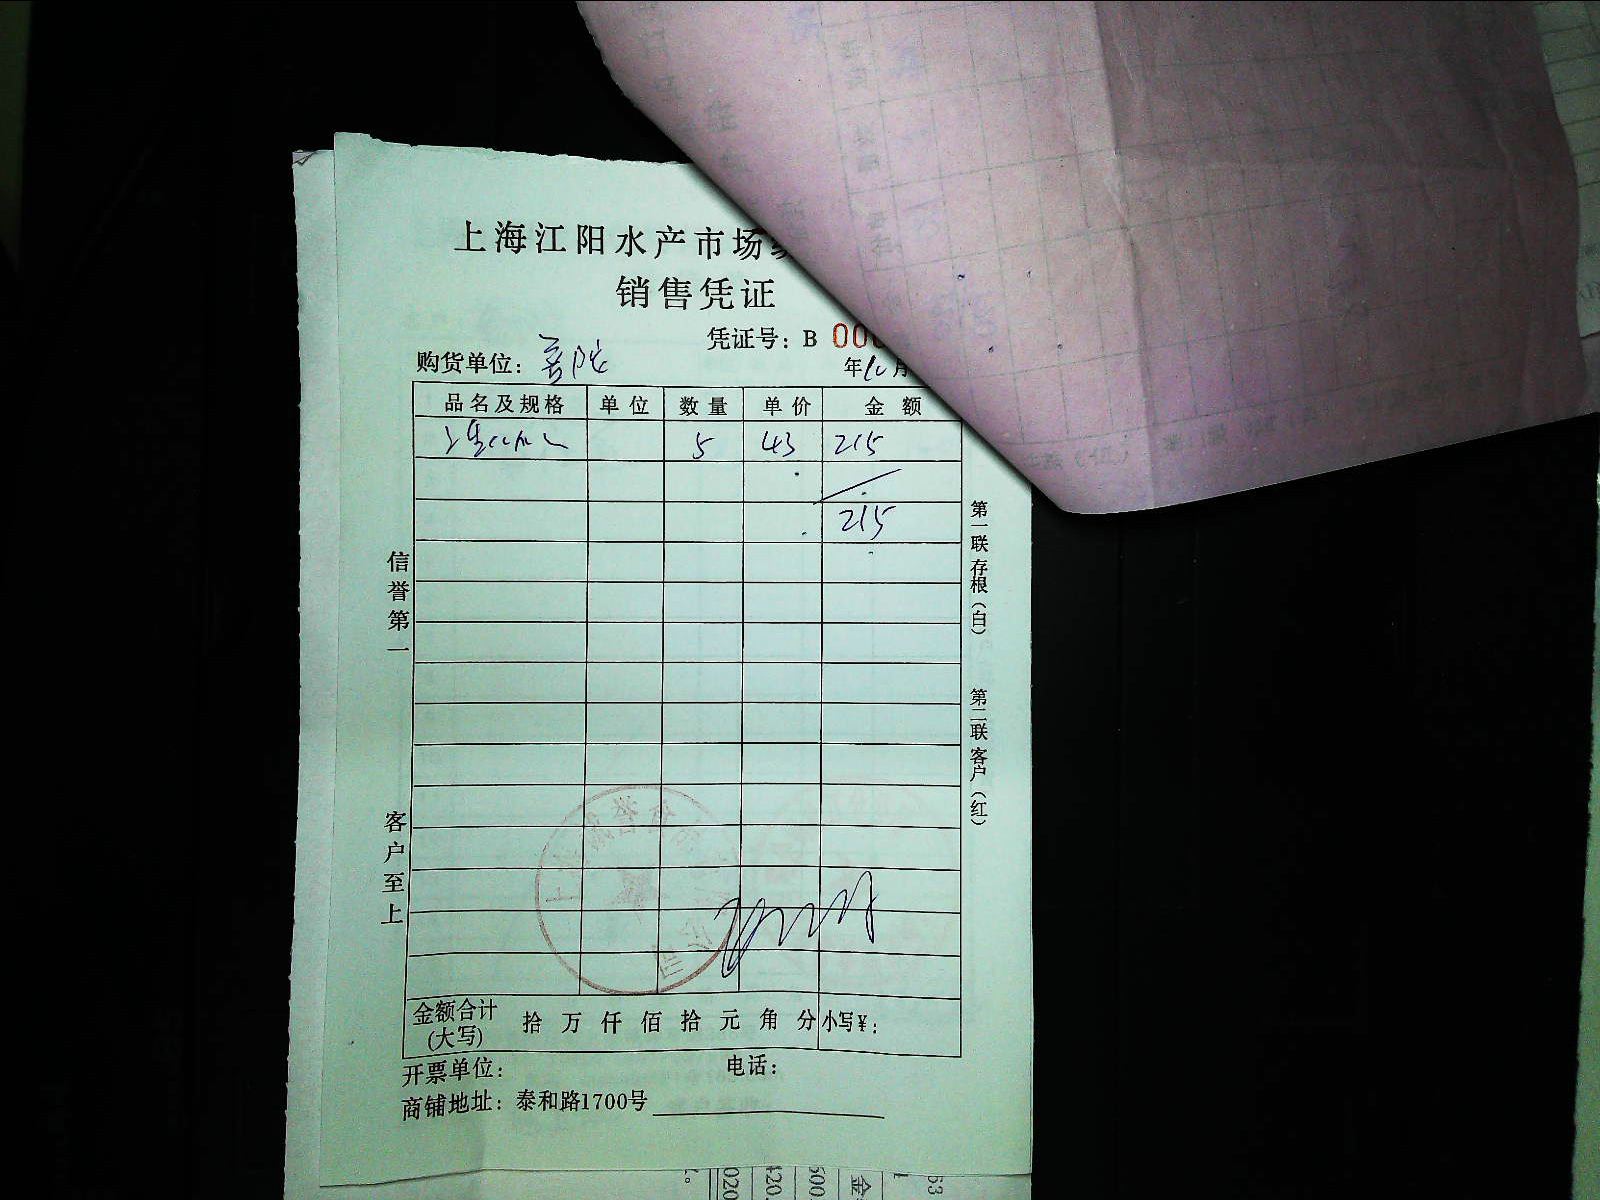 上海江阳水产市场
销售凭证
凭证号：B 000
购货单位：
年10月
品名及规格 单位 数量 单价 金额
5 43 215
215
信誉第一
客户至上
第一联存根（白）
第二联客户（红）
金额合计（大写） 拾 万 仟 佰 拾 元 角 分 小写￥：
开票单位： 电话：
商铺地址：泰和路1700号